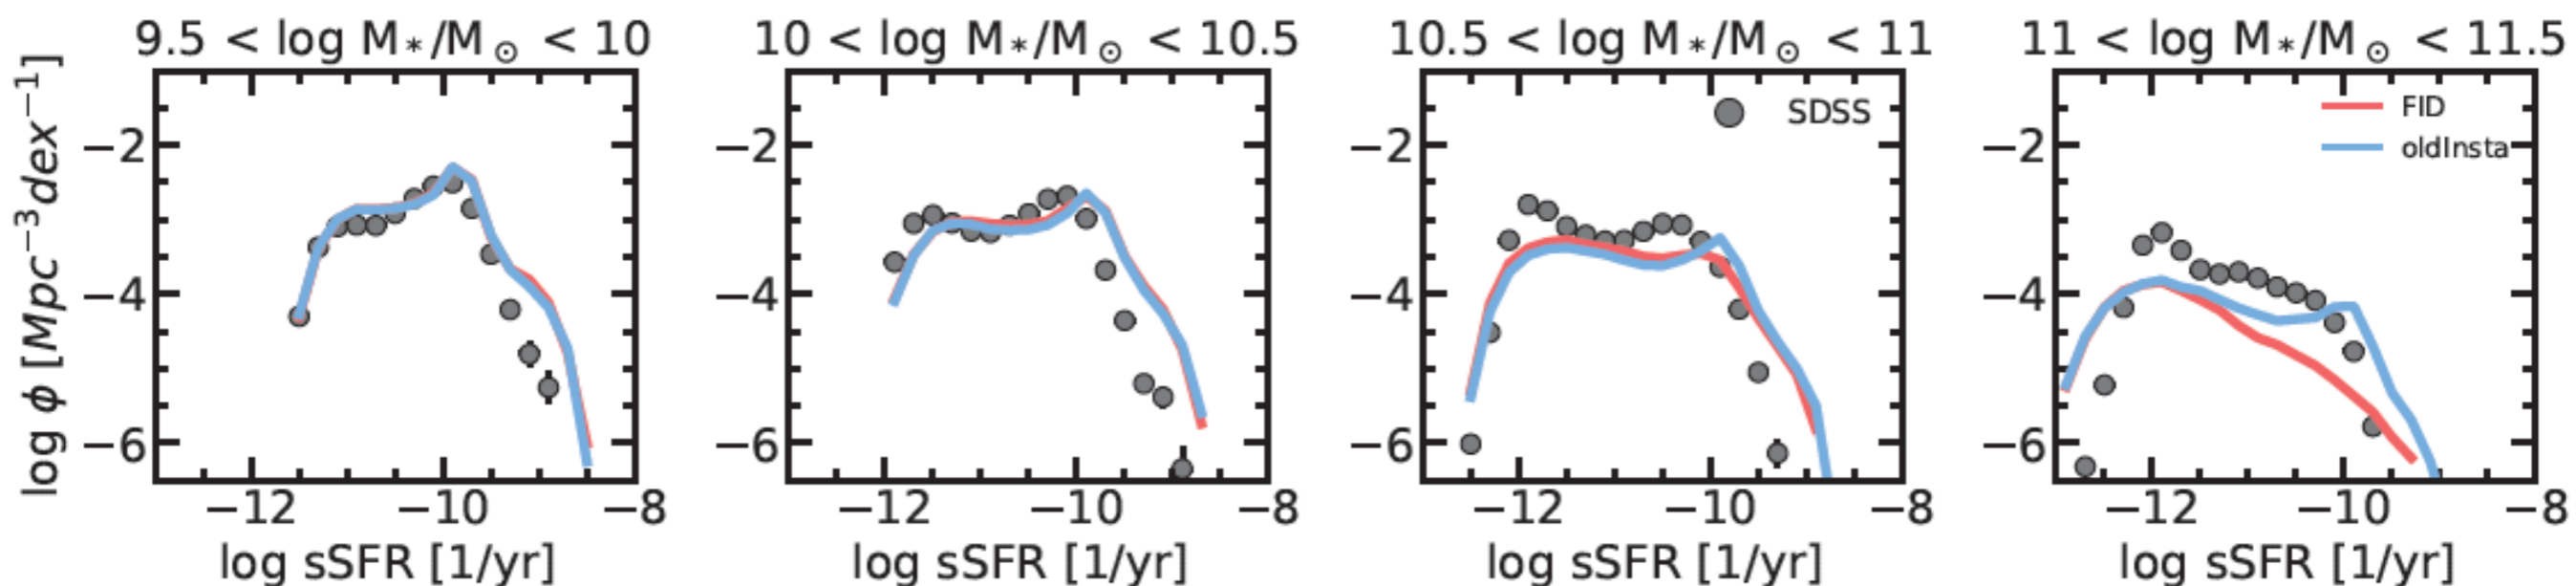 9.5 < log M∗/M⊙ < 10
10 < log M∗/M⊙ < 10.5
10.5 < log M∗/M⊙ < 11
11 < log M∗/M⊙ < 11.5
log ϕ [Mpc⁻³dex⁻¹]
−2
−4
−6
−12 −10 −8
log sSFR [1/yr]
−2
−4
−6
−12 −10 −8
log sSFR [1/yr]
SDSS
−2
−4
−6
−12 −10 −8
log sSFR [1/yr]
FID
oldInsta
−2
−4
−6
−12 −10 −8
log sSFR [1/yr]